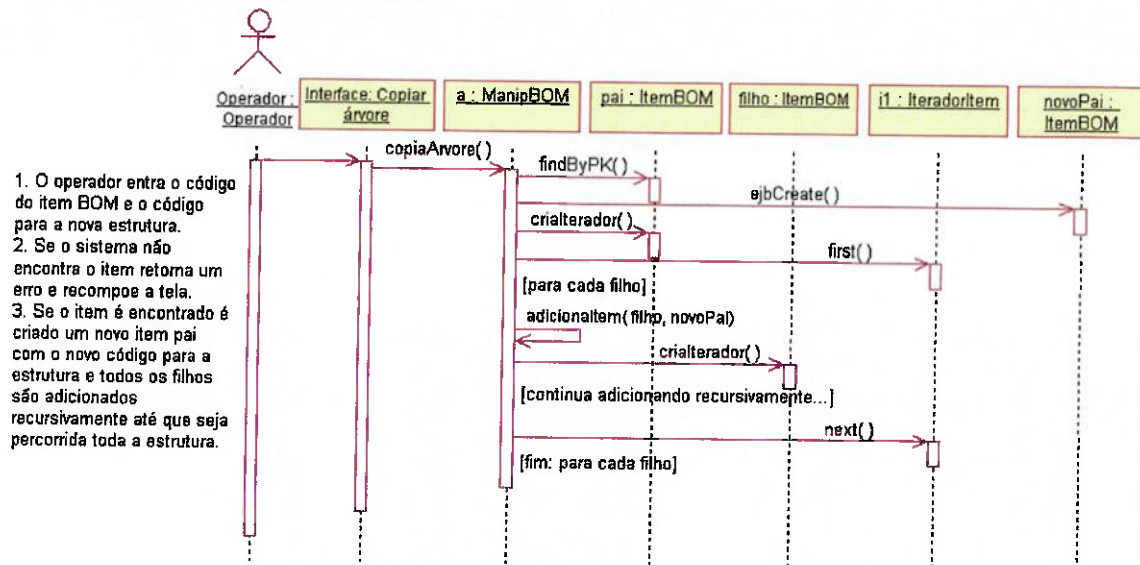 Operador :
Operador
Interface: Copiar
árvore
a : ManipBOM
pai : ItemBOM
filho : ItemBOM
i1 : IteradorItem
novoPai :
ItemBOM
copiaArvore( )
findByPK( )
ejbCreate( )
criaIterador( )
first( )
[para cada filho]
adicionaItem( filho, novoPai)
criaIterador( )
[continua adicionando recursivamente...]
next( )
[fim: para cada filho]
1. O operador entra o código
do item BOM e o código
para a nova estrutura.
2. Se o sistema não
encontra o item retorna um
erro e recompoe a tela.
3. Se o item é encontrado é
criado um novo item pai
com o novo código para a
estrutura e todos os filhos
são adicionados
recursivamente até que seja
percorrida toda a estrutura.